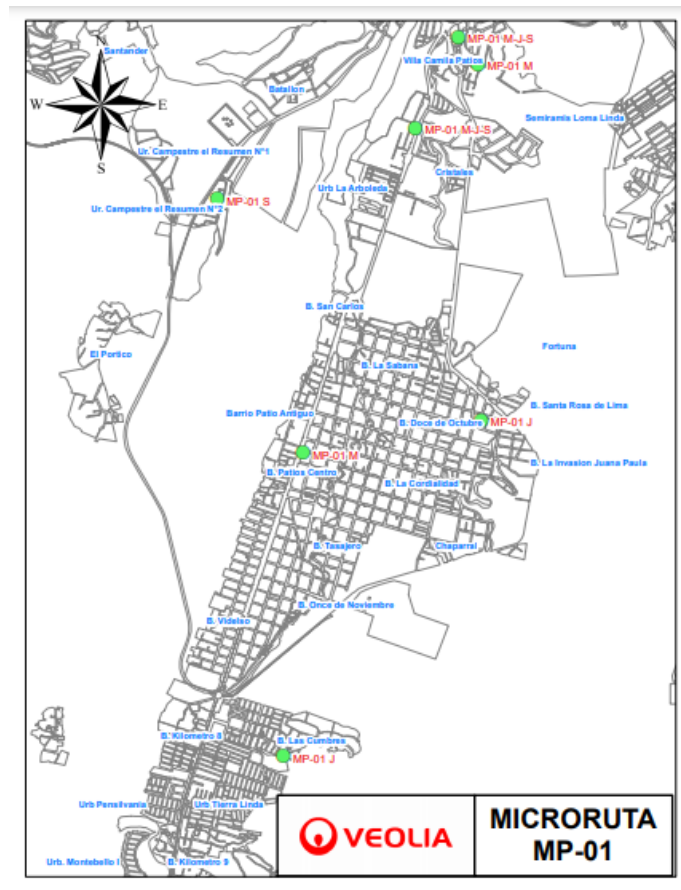 MP-01 M-J-S
N
Santander
Villa Camila Patios
MP-01 M
Batallon
W
E
Semiramis Loma Linda
MP-01 M-J-S
Ur. Campestre el Resumen N°1
S
Cristales
Urb La Arboleda
MP-01 S
Ur. Campestre el Resumen N°2
B. San Carlos
Fortuna
El Portico
B. La Sabana
B. Santa Rosa de Lima
Barrio Patio Antiguo
B. Doce de Octubre
MP-01 J
MP-01 M
B. La Invasion Juana Paula
B. Patios Centro
B. La Cordialidad
B. Tasajero
Chaparral
B. Once de Noviembre
B. Videlso
B. Kilometro 8
B. Las Cumbres
MP-01 J
Urb Pensilvania
Urb Tierra Linda
VEOLIA
MICRORUTA
MP-01
Urb. Montebello I
B. Kilometro 9